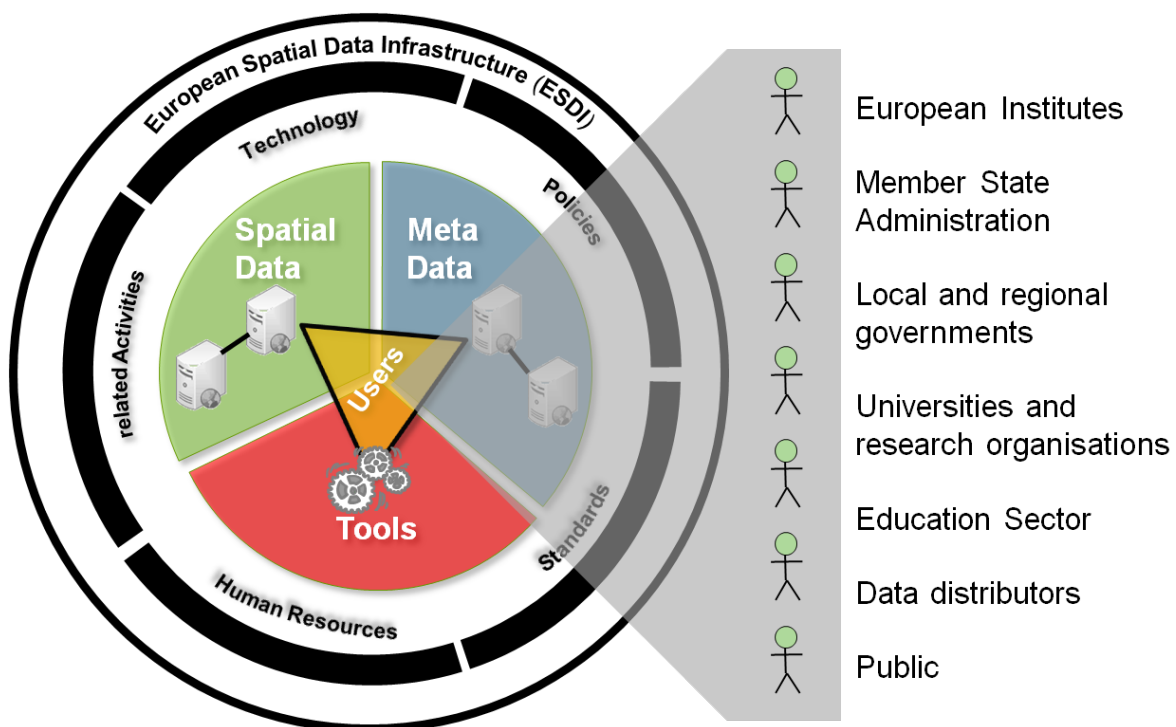 European Spatial Data Infrastructure (ESDI)
Technology
Policies
Spatial
Data
Meta
Data
related Activities
Users
Tools
Standards
Human Resources
European Institutes
Member State
Administration
Local and regional
governments
Universities and
research organisations
Education Sector
Data distributors
Public